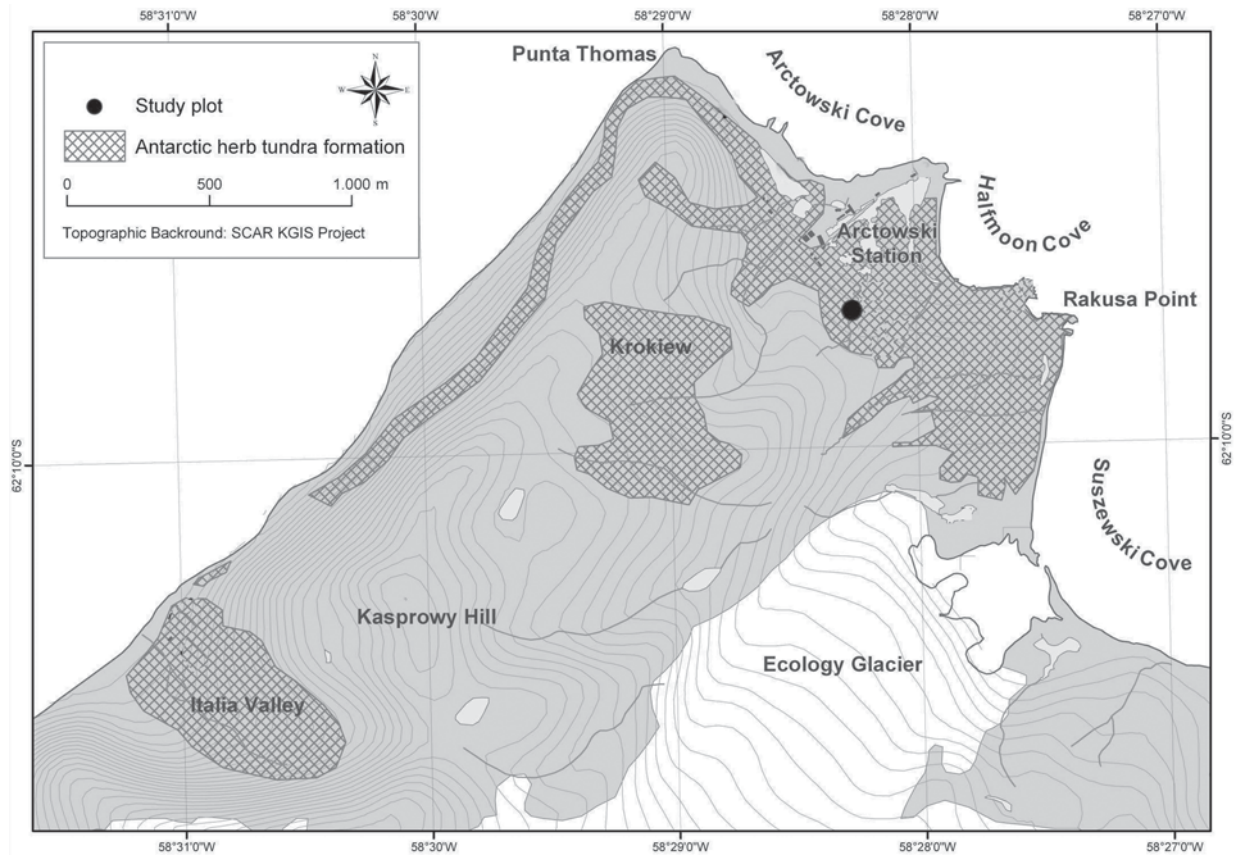 58°31'0"W
58°30'0"W
58°29'0"W
58°28'0"W
58°27'0"W
N
W
E
S
Study plot
Antarctic herb tundra formation
0
500
1.000 m
Topographic Backround: SCAR KGIS Project
Punta Thomas
Arctowski Cove
Halfmoon Cove
Arctowski
Station
Rakusa Point
Krokiew
62°10'0"S
62°10'0"S
Suszewski Cove
Kasprowy Hill
Ecology Glacier
Italia Valley
58°31'0"W
58°30'0"W
58°29'0"W
58°28'0"W
58°27'0"W